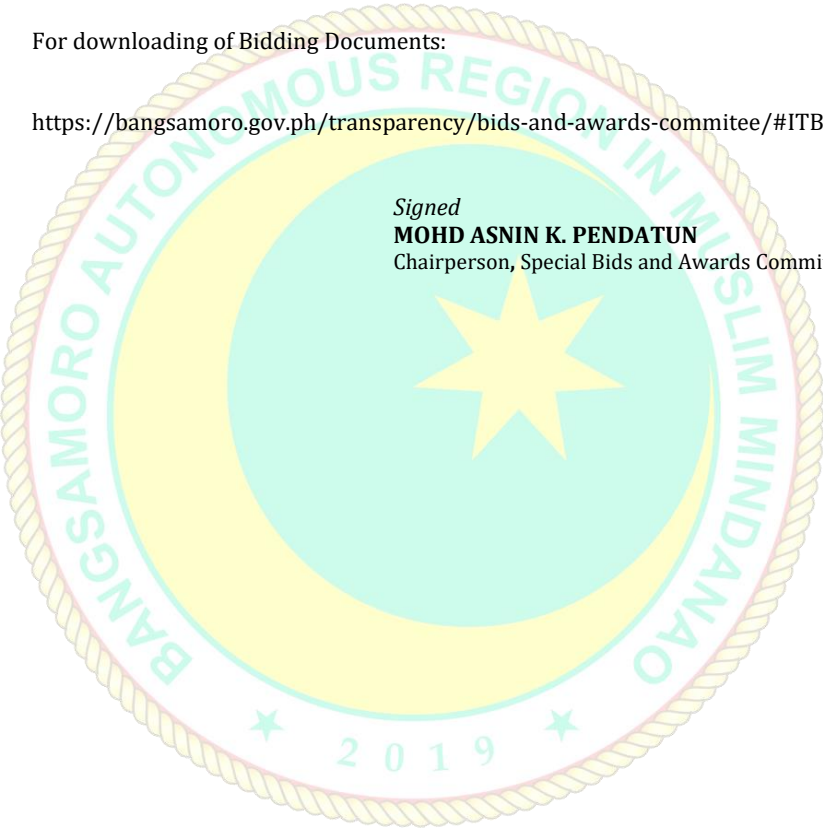 For downloading of Bidding Documents:
https://bangsamoro.gov.ph/transparency/bids-and-awards-commitee/#ITB
Signed
MOHD ASNIN K. PENDATUN
Chairperson, Special Bids and Awards Commi
BANGSAMORO AUTONOMOUS REGION IN MUSLIM MINDANAO
2019